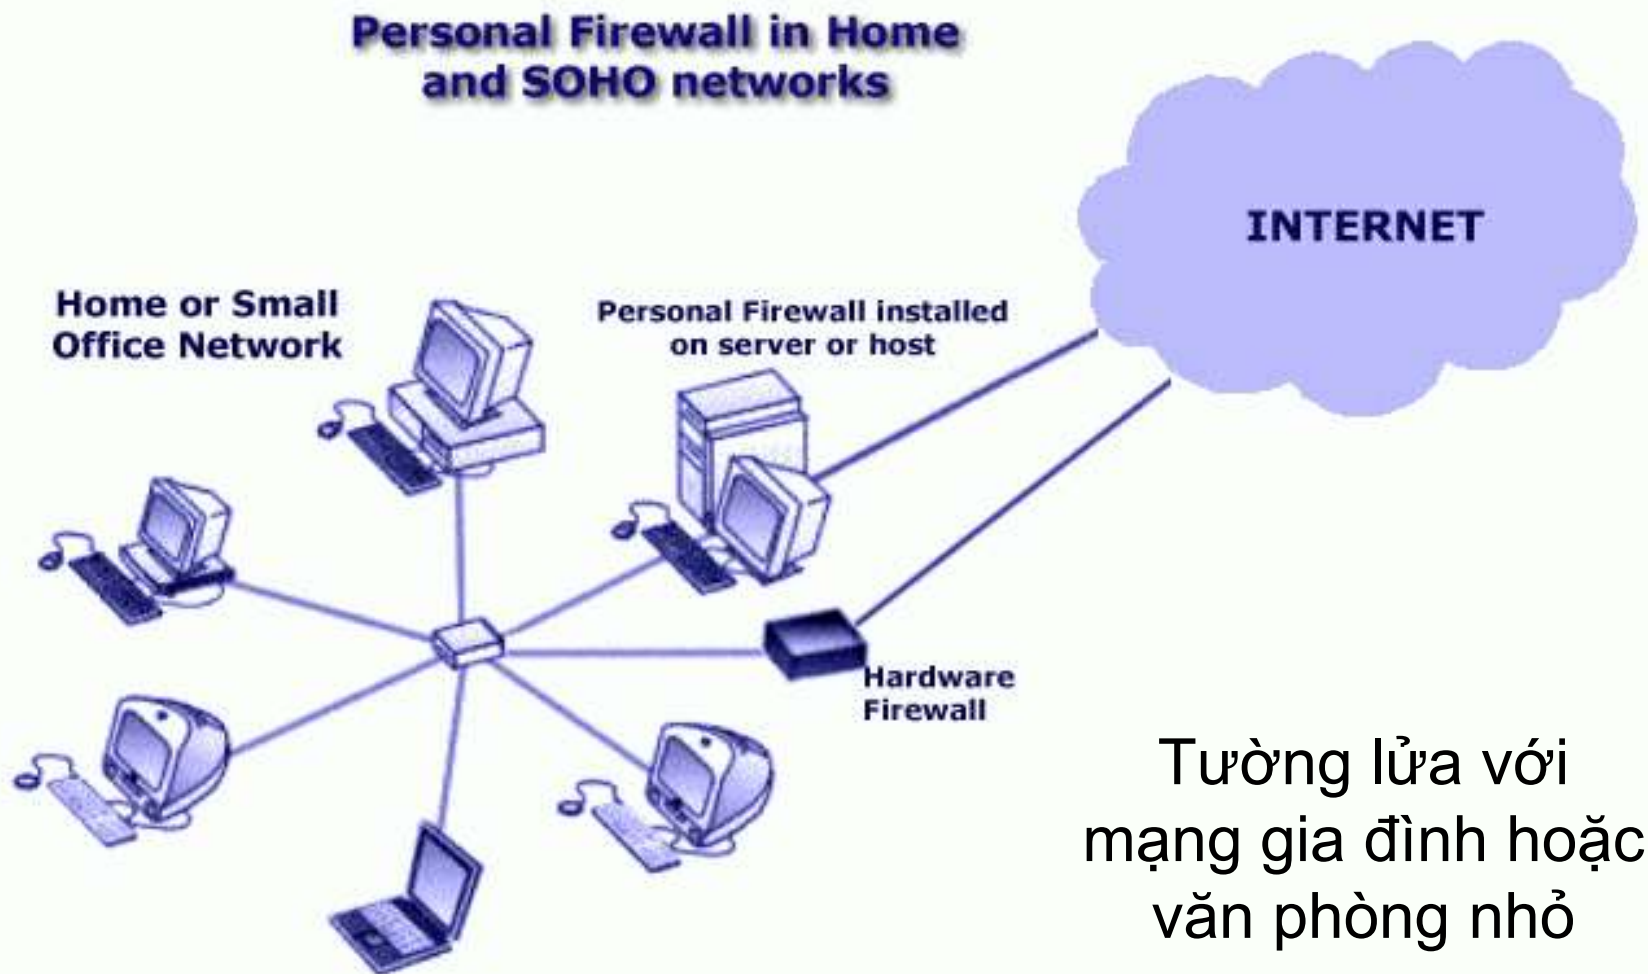 Personal Firewall in Home
and SOHO networks
INTERNET
Home or Small
Office Network
Personal Firewall installed
on server or host
Hardware
Firewall
Tường lửa với
mạng gia đình hoặc
văn phòng nhỏ